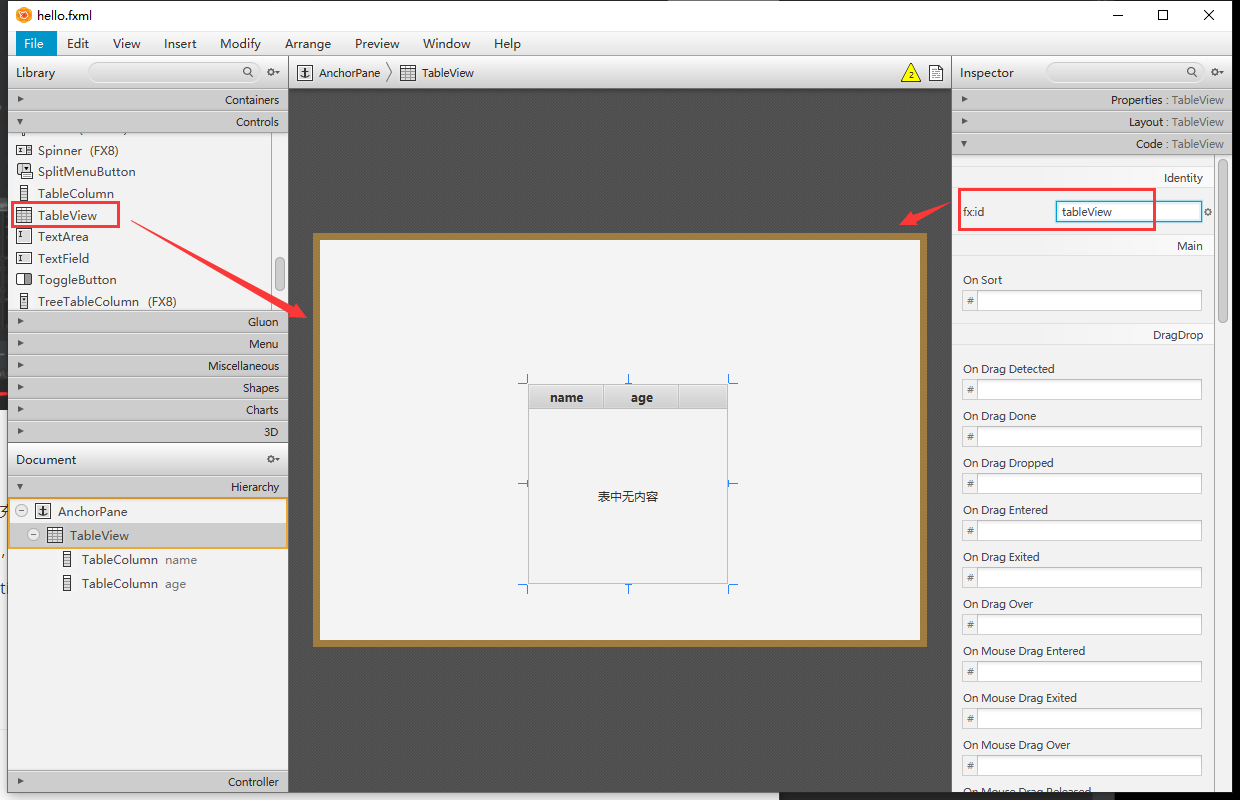 hello.fxml
File Edit View Insert Modify Arrange Preview Window Help
Library
Containers
Controls
Spinner (FX8)
SplitMenuButton
TableColumn
TableView
TextArea
TextField
ToggleButton
TreeTableColumn (FX8)
Gluon
Menu
Miscellaneous
Shapes
Charts
3D
Document
Hierarchy
AnchorPane
TableView
TableColumn name
TableColumn age
Controller
AnchorPane TableView
2
name age
表中无内容
Inspector
Properties : TableView
Layout : TableView
Code : TableView
Identity
fx:id tableView
Main
On Sort
#
DragDrop
On Drag Detected
#
On Drag Done
#
On Drag Dropped
#
On Drag Entered
#
On Drag Exited
#
On Drag Over
#
On Mouse Drag Entered
#
On Mouse Drag Exited
#
On Mouse Drag Over
#
On Mouse Drag Released